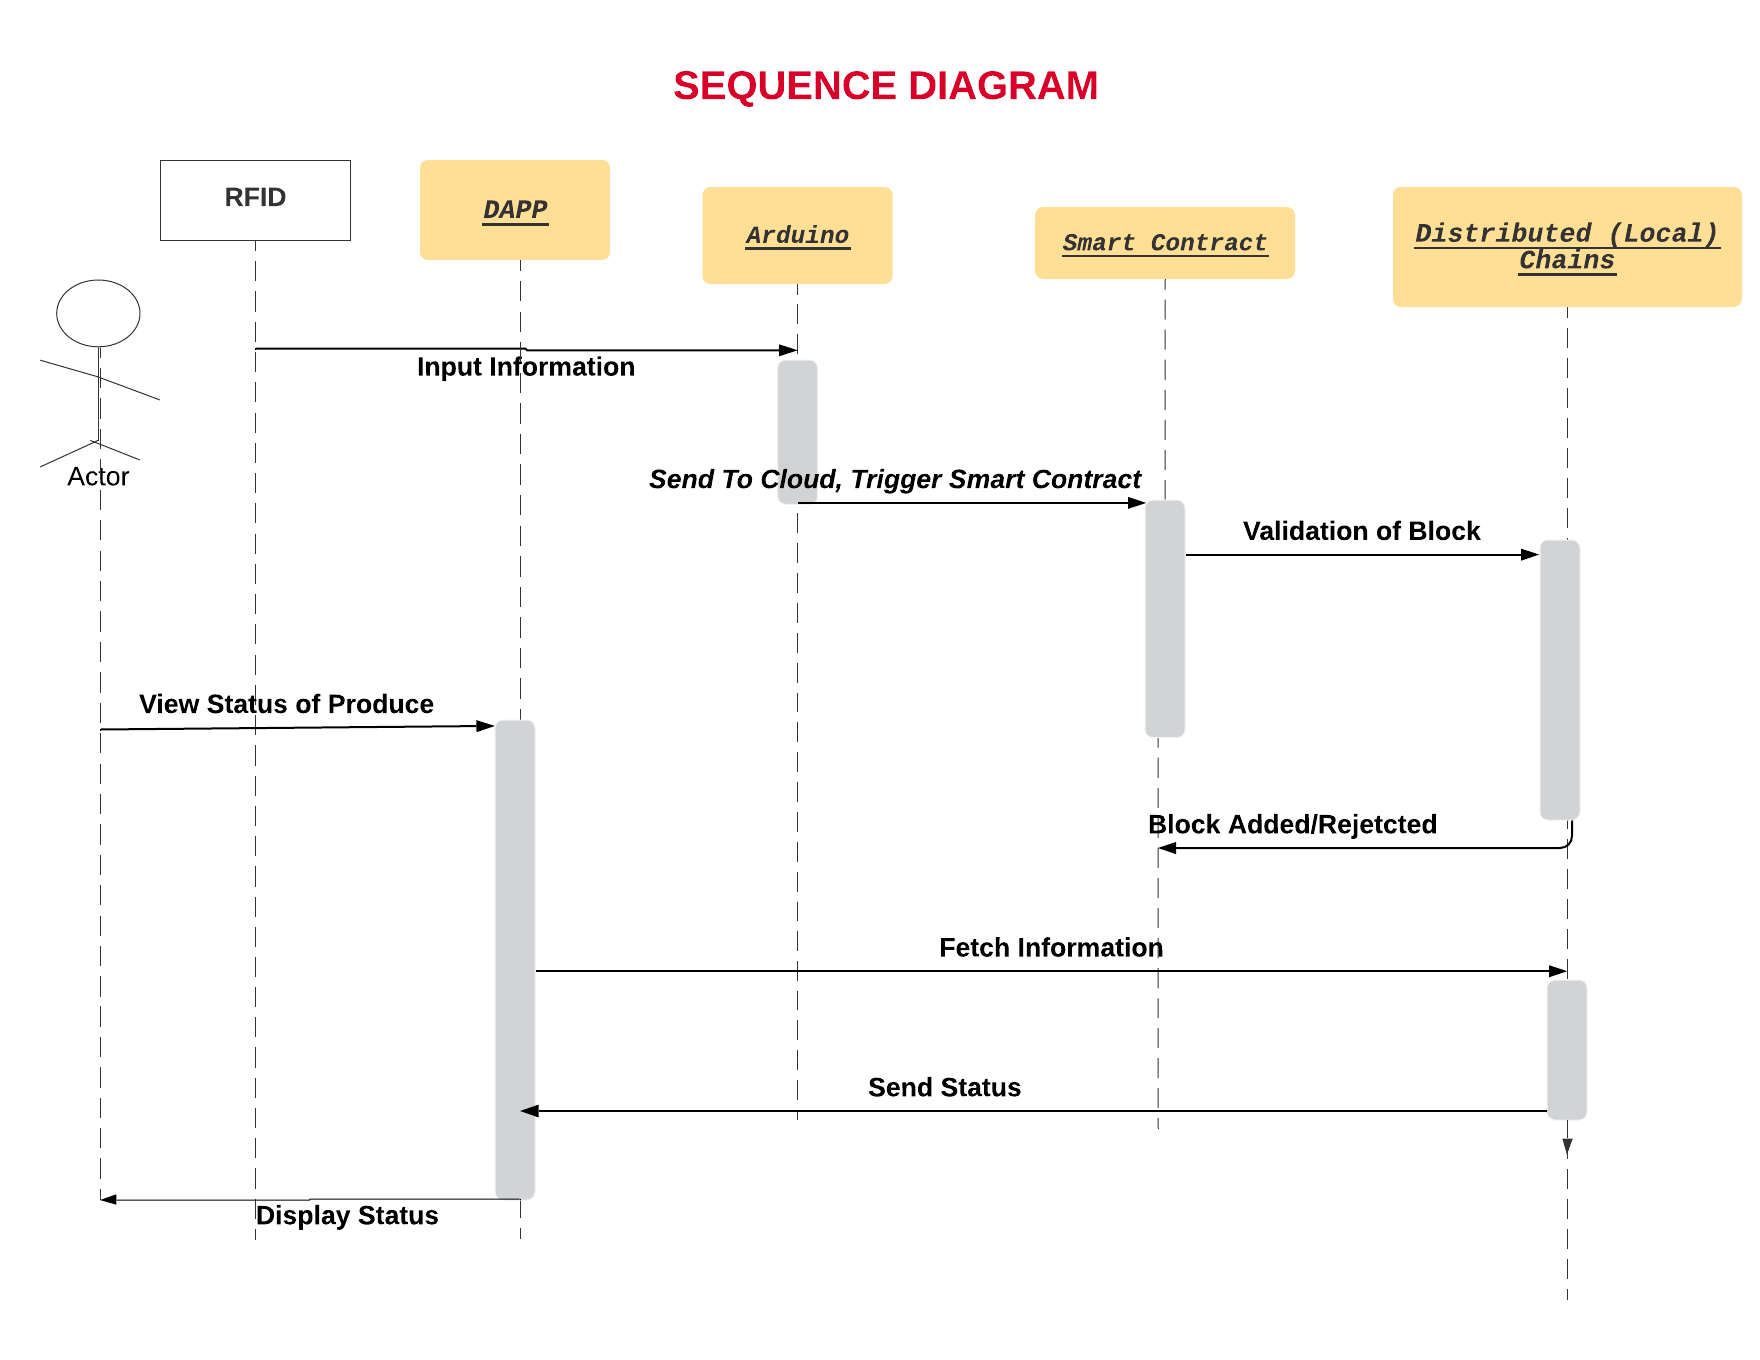 SEQUENCE DIAGRAM
RFID
DAPP
Arduino
Smart Contract
Distributed (Local)
Chains
Input Information
Actor
Send To Cloud, Trigger Smart Contract
Validation of Block
View Status of Produce
Block Added/Rejetcted
Fetch Information
Send Status
Display Status